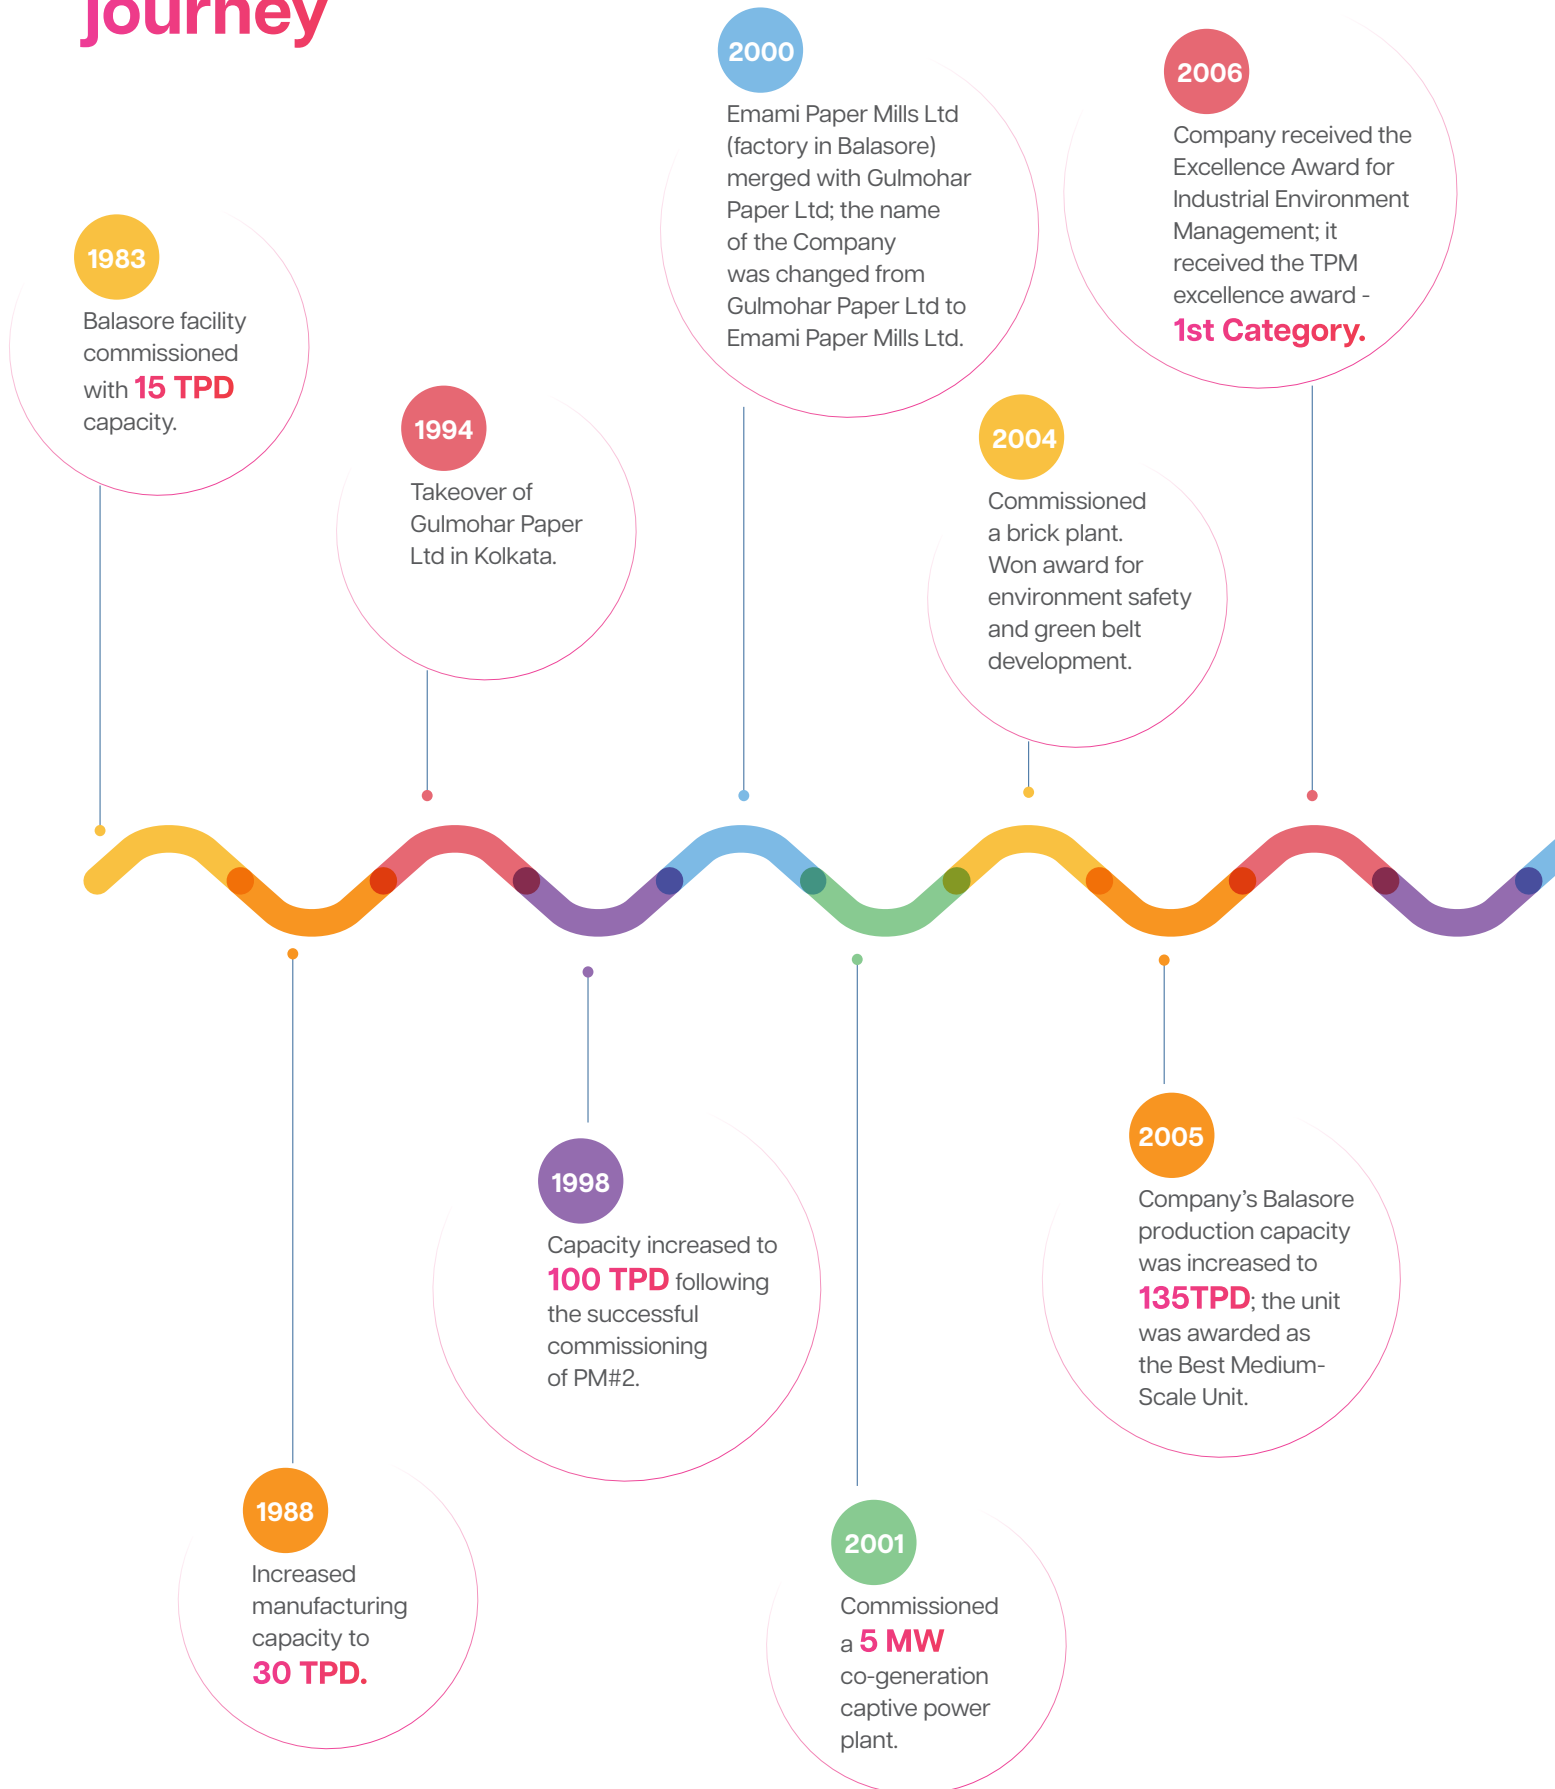 journey
1983
Balasore facility
commissioned
with 15 TPD
capacity.
1988
Increased
manufacturing
capacity to
30 TPD.
1994
Takeover of
Gulmohar Paper
Ltd in Kolkata.
1998
Capacity increased to
100 TPD following
the successful
commissioning
of PM#2.
2000
Emami Paper Mills Ltd
(factory in Balasore)
merged with Gulmohar
Paper Ltd; the name
of the Company
was changed from
Gulmohar Paper Ltd to
Emami Paper Mills Ltd.
2001
Commissioned
a 5 MW
co-generation
captive power
plant.
2004
Commissioned
a brick plant.
Won award for
environment safety
and green belt
development.
2005
Company’s Balasore
production capacity
was increased to
135TPD; the unit
was awarded as
the Best Medium-
Scale Unit.
2006
Company received the
Excellence Award for
Industrial Environment
Management; it
received the TPM
excellence award -
1st Category.